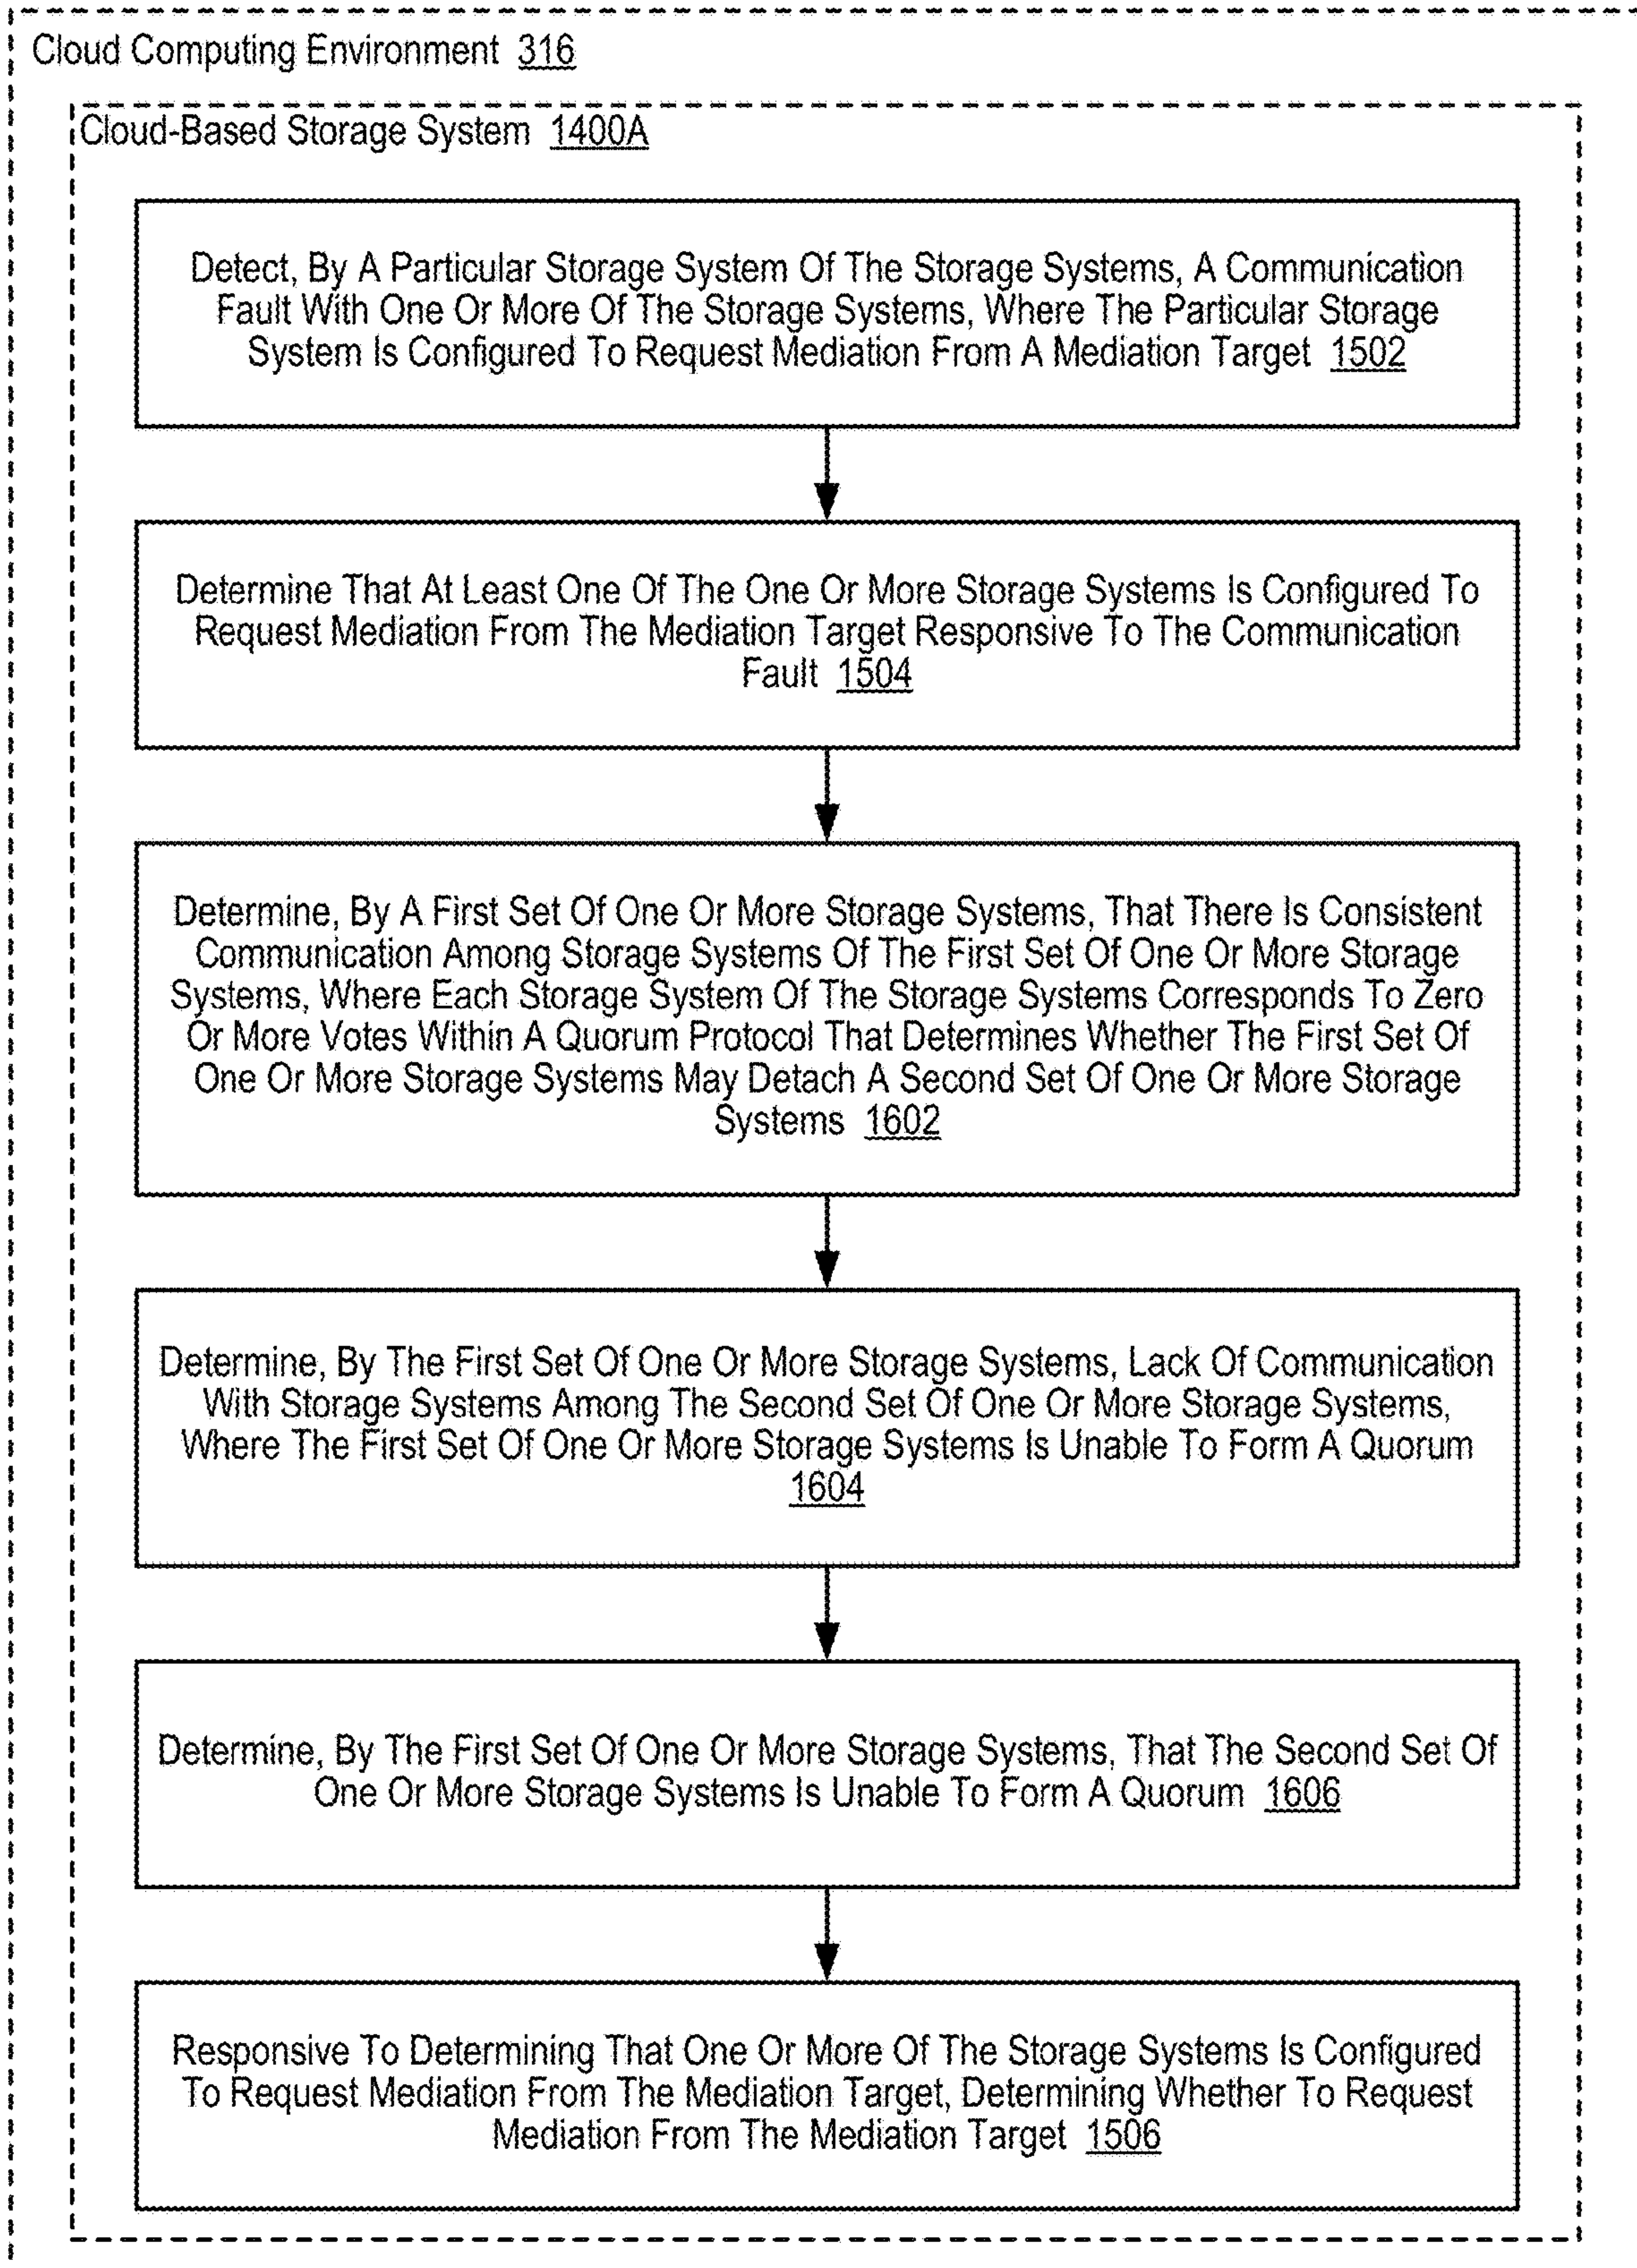 Cloud Computing Environment 316
Cloud-Based Storage System 1400A
Detect, By A Particular Storage System Of The Storage Systems, A Communication
Fault With One Or More Of The Storage Systems, Where The Particular Storage
System Is Configured To Request Mediation From A Mediation Target 1502
Determine That At Least One Of The One Or More Storage Systems Is Configured To
Request Mediation From The Mediation Target Responsive To The Communication
Fault 1504
Determine, By A First Set Of One Or More Storage Systems, That There Is Consistent
Communication Among Storage Systems Of The First Set Of One Or More Storage
Systems, Where Each Storage System Of The Storage Systems Corresponds To Zero
Or More Votes Within A Quorum Protocol That Determines Whether The First Set Of
One Or More Storage Systems May Detach A Second Set Of One Or More Storage
Systems 1602
Determine, By The First Set Of One Or More Storage Systems, Lack Of Communication
With Storage Systems Among The Second Set Of One Or More Storage Systems,
Where The First Set Of One Or More Storage Systems Is Unable To Form A Quorum
1604
Determine, By The First Set Of One Or More Storage Systems, That The Second Set Of
One Or More Storage Systems Is Unable To Form A Quorum 1606
Responsive To Determining That One Or More Of The Storage Systems Is Configured
To Request Mediation From The Mediation Target, Determining Whether To Request
Mediation From The Mediation Target 1506